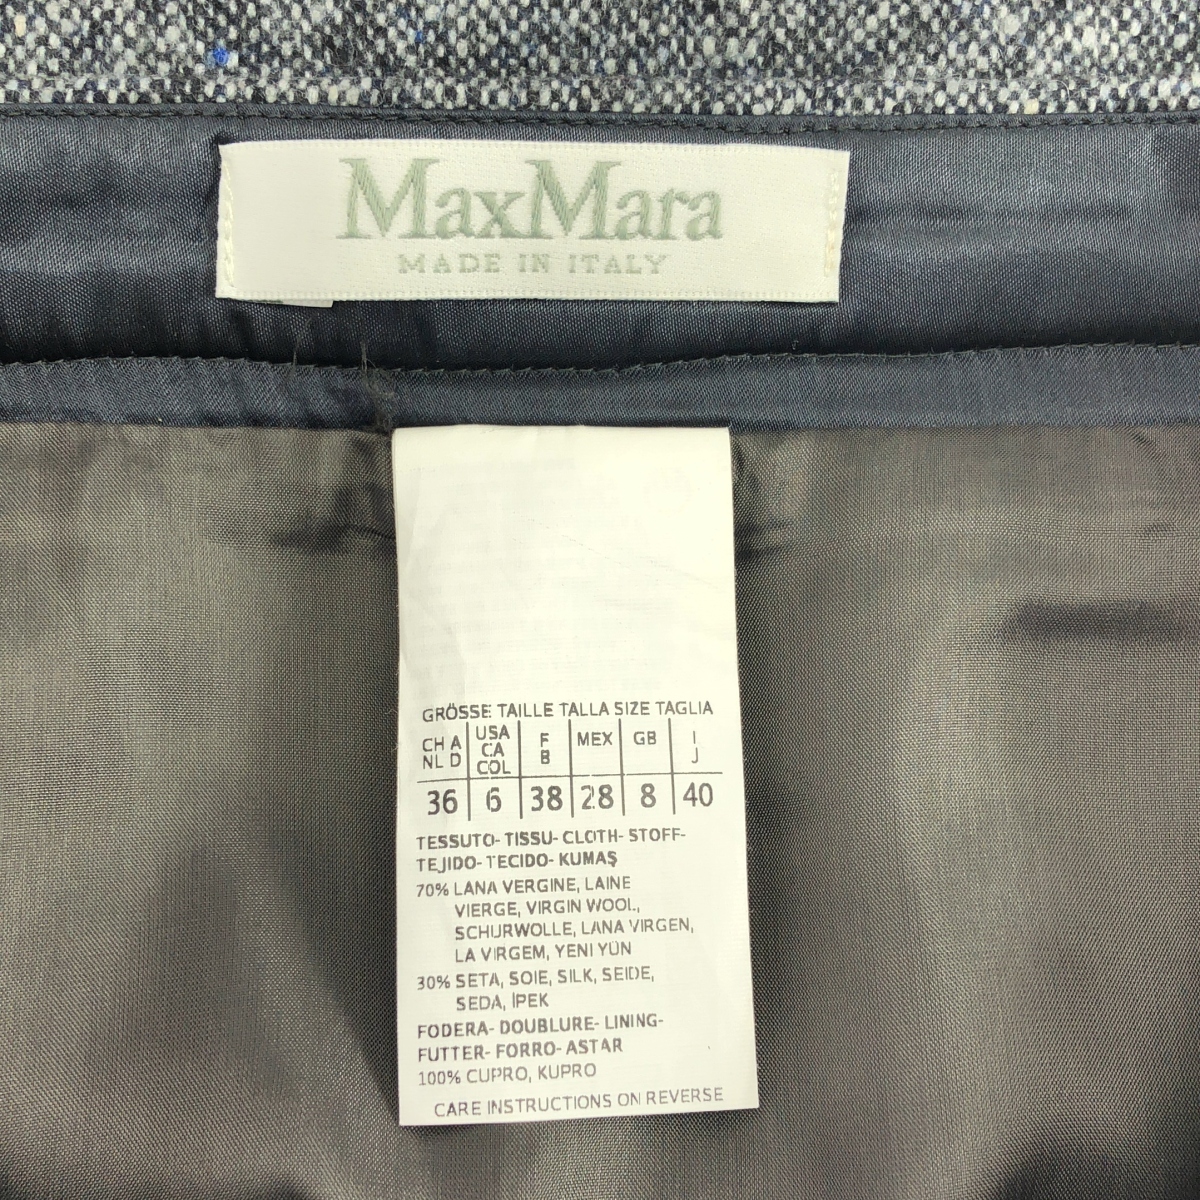 MaxMara
MADE IN ITALY
GRÖSSE TAILLE TALLA SIZE TAGLIA
CH A NL D USA CA COL F B MEX GB I J
36 6 38 28 8 40
TESSUTO- TISSU- CLOTH- STOFF-
TEJIDO- TECIDO- KUMAŞ
70% LANA VERGINE, LAINE
VIERGE, VIRGIN WOOL,
SCHURWOLLE, LANA VIRGEN,
LA VIRGEM, YENI YÜN
30% SETA, SOIE, SILK, SEIDE,
SEDA, İPEK
FODERA- DOUBLURE- LINING-
FUTTER- FORRO- ASTAR
100% CUPRO, KUPRO
CARE INSTRUCTIONS ON REVERSE